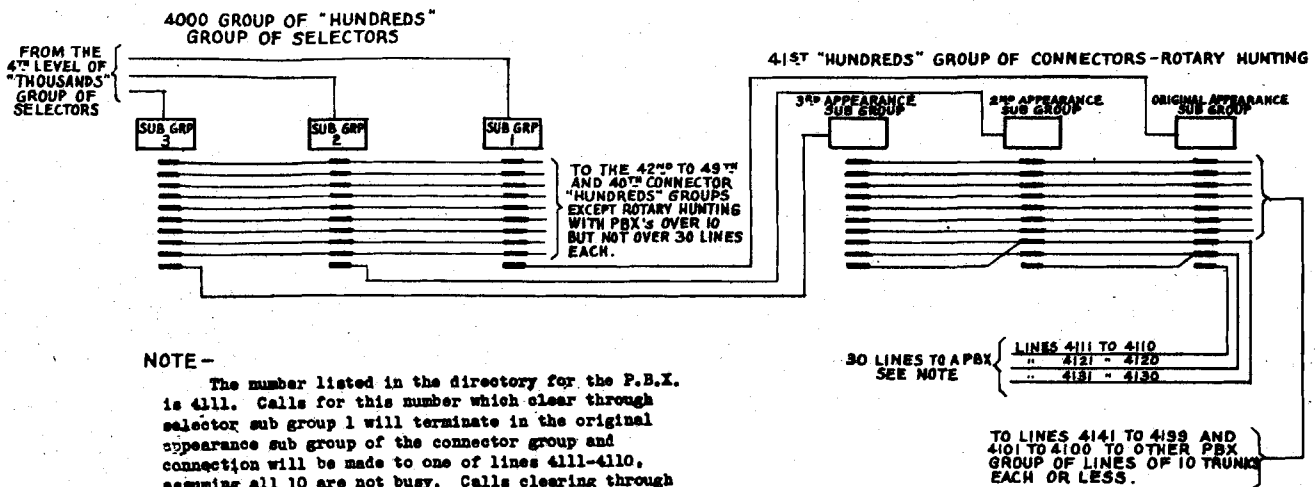 4000 GROUP OF "HUNDREDS"
GROUP OF SELECTORS
FROM THE
4TH LEVEL OF
"THOUSANDS"
GROUP OF
SELECTORS
SUB GRP
3
SUB GRP
2
SUB GRP
1
TO THE 42ND TO 49TH
AND 40TH CONNECTOR
"HUNDREDS" GROUPS
EXCEPT ROTARY HUNTING
WITH PBX's OVER 10
BUT NOT OVER 30 LINES
EACH.
41ST "HUNDREDS" GROUP OF CONNECTORS-ROTARY HUNTING
3RD APPEARANCE
SUB GROUP
2ND APPEARANCE
SUB GROUP
ORIGINAL APPEARANCE
SUB GROUP
30 LINES TO A PBX
SEE NOTE
LINES 4111 TO 4110
" 4121 " 4120
" 4131 " 4130
TO LINES 4141 TO 4199 AND
4101 TO 4100 TO OTHER PBX
GROUP OF LINES OF 10 TRUNKS
EACH OR LESS.
NOTE-
The number listed in the directory for the P.B.X.
is 4111. Calls for this number which clear through
selector sub group 1 will terminate in the original
appearance sub group of the connector group and
connection will be made to one of lines 4111-4110,
assuming all 10 are not busy. Calls clearing through